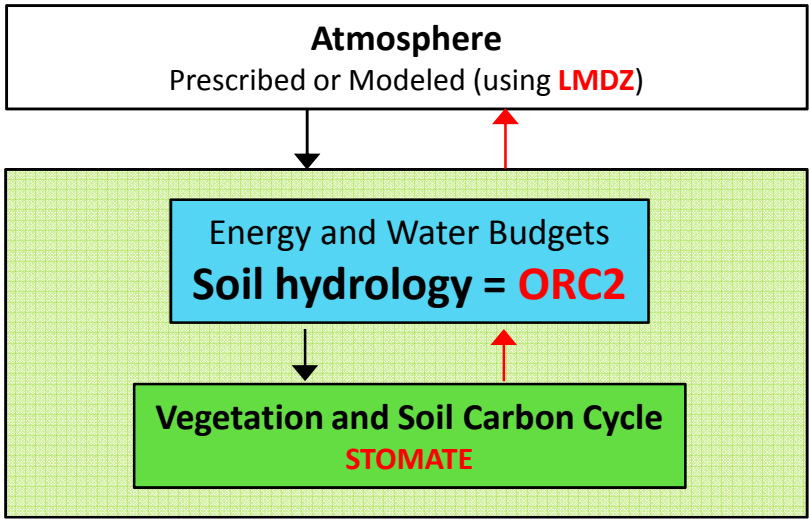 Atmosphere
Prescribed or Modeled (using LMDZ)
Energy and Water Budgets
Soil hydrology = ORC2
Vegetation and Soil Carbon Cycle
STOMATE